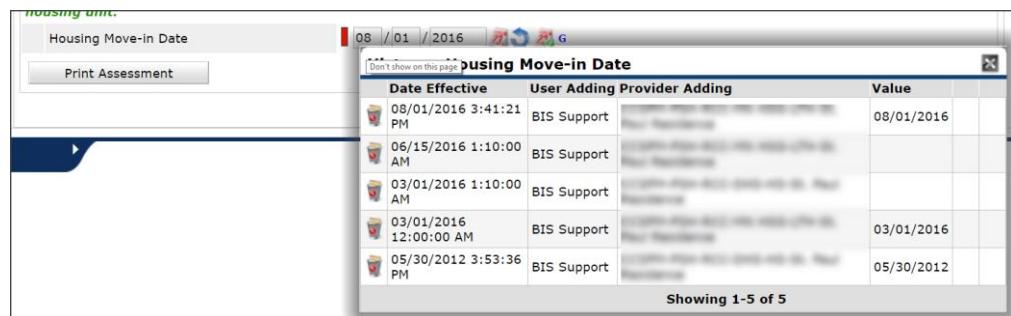 housing unit.
Housing Move-in Date 08 / 01 / 2016 G
Print Assessment
Don't show on this page
Housing Move-in Date
Date Effective User Adding Provider Adding Value
08/01/2016 3:41:21 PM BIS Support 08/01/2016
06/15/2016 1:10:00 AM BIS Support
03/01/2016 1:10:00 AM BIS Support
03/01/2016 12:00:00 AM BIS Support 03/01/2016
05/30/2012 3:53:36 PM BIS Support 05/30/2012
Showing 1-5 of 5